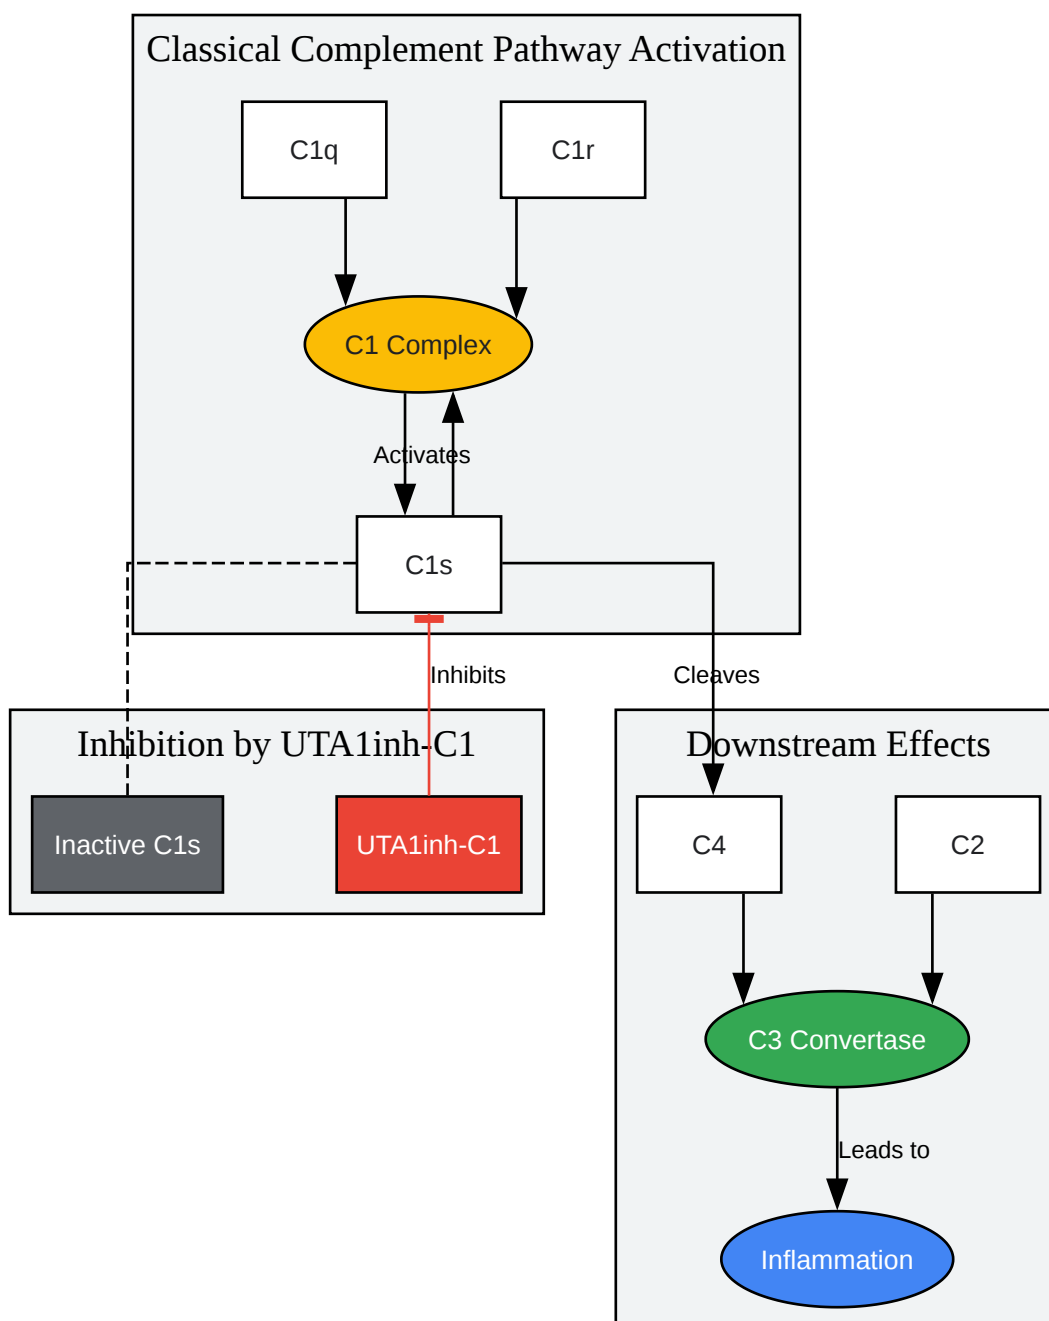 Classical Complement Pathway Activation
C1q
C1r
C1 Complex
Activates
C1s
Inhibits
Cleaves
Inhibition by UTA1inh-C1
Downstream Effects
Inactive C1s
UTA1inh-C1
C4
C2
C3 Convertase
Leads to
Inflammation